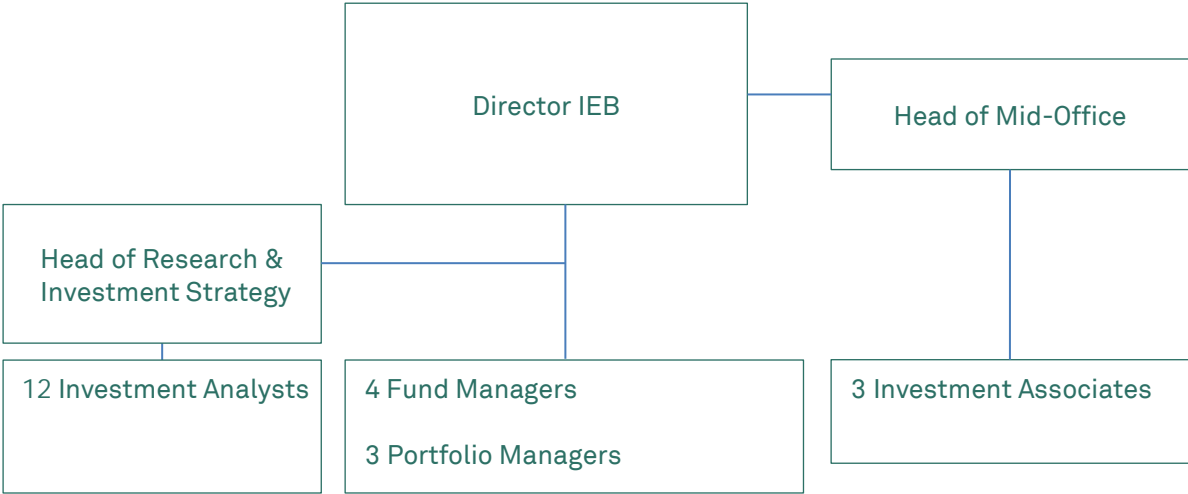 Director IEB
Head of Mid-Office
Head of Research &
Investment Strategy
12 Investment Analysts
4 Fund Managers
3 Portfolio Managers
3 Investment Associates